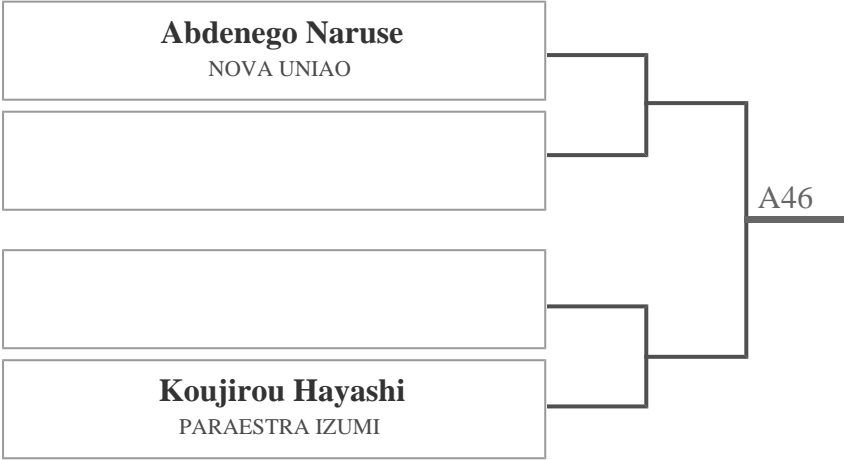 Abdenego Naruse
NOVA UNIAO
A46
Koujirou Hayashi
PARAESTRA IZUMI